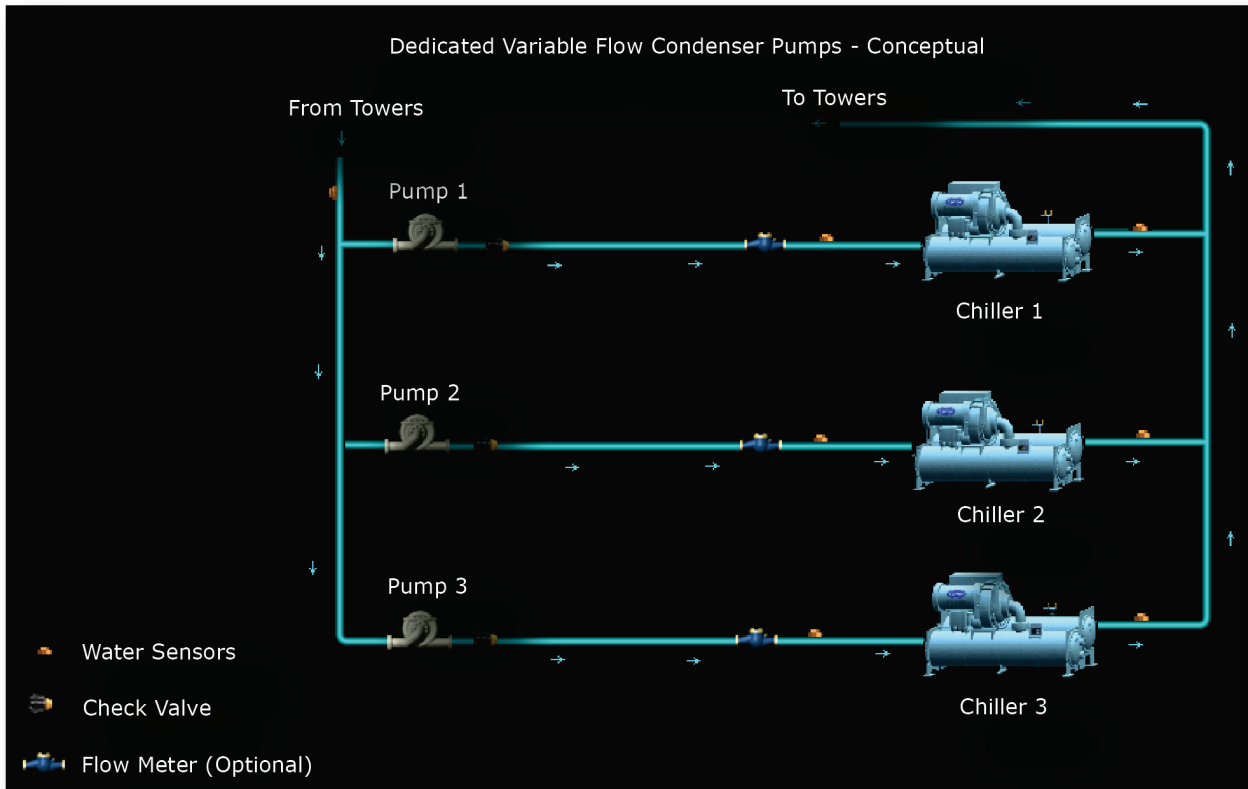 Dedicated Variable Flow Condenser Pumps - Conceptual
From Towers
To Towers
Pump 1
Chiller 1
Pump 2
Chiller 2
Pump 3
Chiller 3
Water Sensors
Check Valve
Flow Meter (Optional)